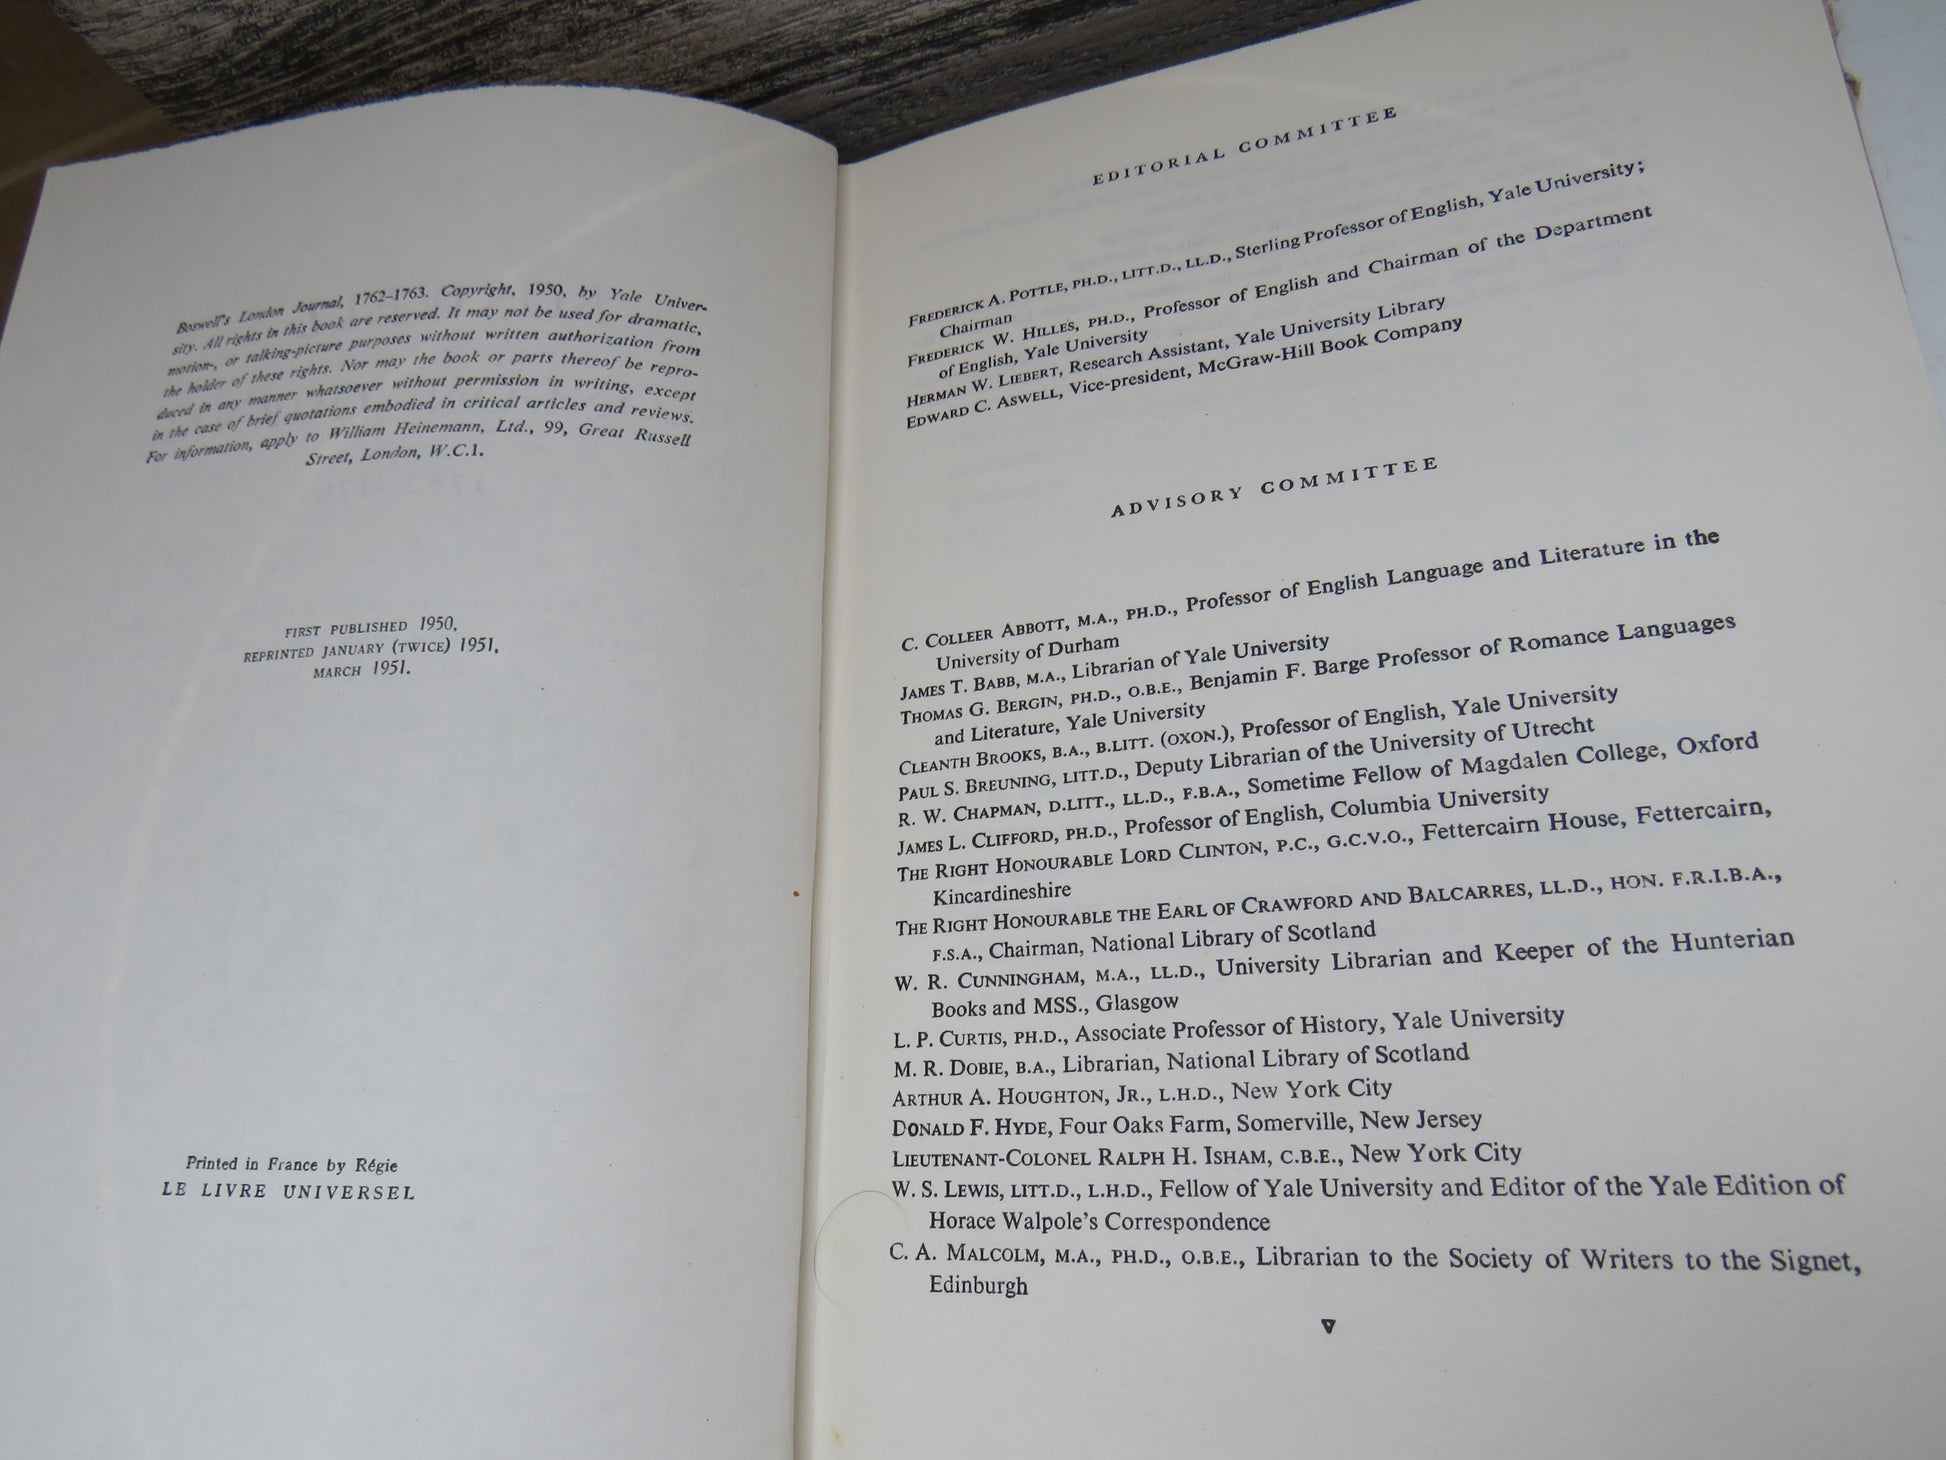 Boswell's London Journal, 1762–1763. Copyright, 1950, by Yale Univer-
sity. All rights in this book are reserved. It may not be used for dramatic,
motion-, or talking-picture purposes without written authorization from
the holder of these rights. Nor may the book or parts thereof be repro-
duced in any manner whatsoever without permission in writing, except
in the case of brief quotations embodied in critical articles and reviews.
For information, apply to William Heinemann, Ltd., 99, Great Russell
Street, London, W.C.1.
FIRST PUBLISHED 1950,
REPRINTED JANUARY (TWICE) 1951,
MARCH 1951.
Printed in France by Régie
LE LIVRE UNIVERSEL
EDITORIAL COMMITTEE
FREDERICK A. POTTLE, PH.D., LITT.D., LL.D., Sterling Professor of English, Yale University;
Chairman
FREDERICK W. HILLES, PH.D., Professor of English and Chairman of the Department
of English, Yale University
HERMAN W. LIEBERT, Research Assistant, Yale University Library
EDWARD C. ASWELL, Vice-president, McGraw-Hill Book Company
ADVISORY COMMITTEE
C. COLLEER ABBOTT, M.A., PH.D., Professor of English Language and Literature in the
University of Durham
JAMES T. BABB, M.A., Librarian of Yale University
THOMAS G. BERGIN, PH.D., O.B.E., Benjamin F. Barge Professor of Romance Languages
and Literature, Yale University
CLEANTH BROOKS, B.A., B.LITT. (OXON.), Professor of English, Yale University
PAUL S. BREUNING, LITT.D., Deputy Librarian of the University of Utrecht
R. W. CHAPMAN, D.LITT., LL.D., F.B.A., Sometime Fellow of Magdalen College, Oxford
JAMES L. CLIFFORD, PH.D., Professor of English, Columbia University
THE RIGHT HONOURABLE LORD CLINTON, P.C., G.C.V.O., Fettercairn House, Fettercairn,
Kincardineshire
THE RIGHT HONOURABLE THE EARL OF CRAWFORD AND BALCARRES, LL.D., HON. F.R.I.B.A.,
F.S.A., Chairman, National Library of Scotland
W. R. CUNNINGHAM, M.A., LL.D., University Librarian and Keeper of the Hunterian
Books and MSS., Glasgow
L. P. CURTIS, PH.D., Associate Professor of History, Yale University
M. R. DOBIE, B.A., Librarian, National Library of Scotland
ARTHUR A. HOUGHTON, JR., L.H.D., New York City
DONALD F. HYDE, Four Oaks Farm, Somerville, New Jersey
LIEUTENANT-COLONEL RALPH H. ISHAM, C.B.E., New York City
W. S. LEWIS, LITT.D., L.H.D., Fellow of Yale University and Editor of the Yale Edition of
Horace Walpole's Correspondence
C. A. MALCOLM, M.A., PH.D., O.B.E., Librarian to the Society of Writers to the Signet,
Edinburgh